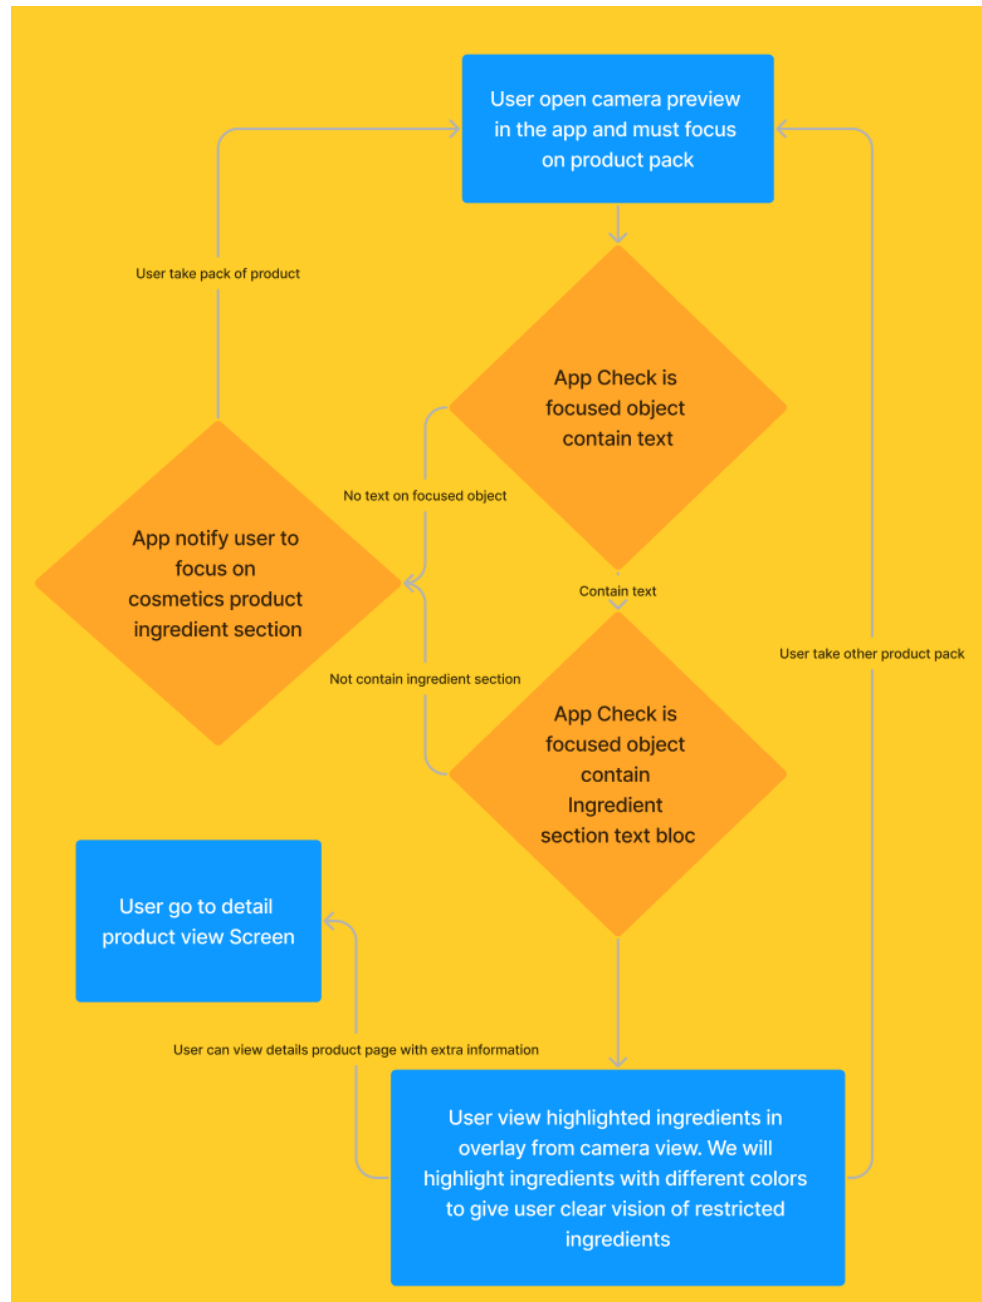 User open camera preview
in the app and must focus
on product pack
User take pack of product
App Check is
focused object
contain text
No text on focused object
App notify user to
focus on
cosmetics product
ingredient section
Contain text
User take other product pack
Not contain ingredient section
App Check is
focused object
contain
Ingredient
section text bloc
User go to detail
product view Screen
User can view details product page with extra information
User view highlighted ingredients in
overlay from camera view. We will
highlight ingredients with different colors
to give user clear vision of restricted
ingredients